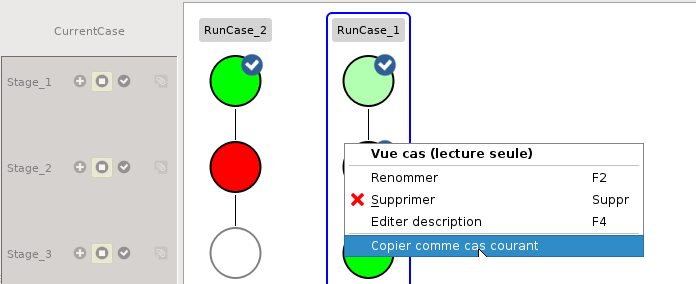 CurrentCase
RunCase_2
RunCase_1
Stage_1
Stage_2
Stage_3
Vue cas (lecture seule)
Renommer F2
Supprimer Suppr
Editer description F4
Copier comme cas courant